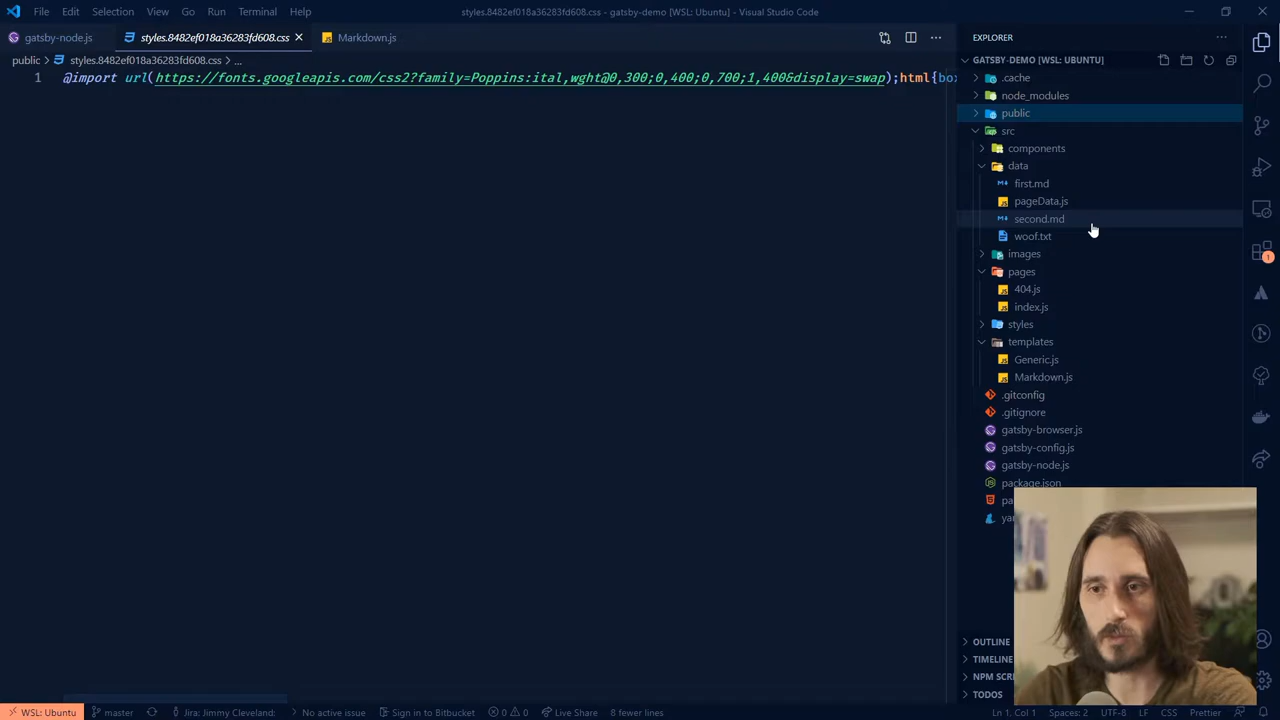 File Edit Selection View Go Run Terminal Help
styles.8482ef018a36283fd608.css - gatsby-demo [WSL: Ubuntu] - Visual Studio Code
gatsby-node.js
styles.8482ef018a36283fd608.css
Markdown.js
public > styles.8482ef018a36283fd608.css > ...
1 @import url(https://fonts.googleapis.com/css2?family=Poppins:ital,wght@0,300;0,400;0,700;1,400&display=swap);html{bo
EXPLORER
GATSBY-DEMO [WSL: UBUNTU]
.cache
node_modules
public
src
components
data
first.md
pageData.js
second.md
woof.txt
images
pages
404.js
index.js
styles
templates
Generic.js
Markdown.js
.gitconfig
.gitignore
gatsby-browser.js
gatsby-config.js
gatsby-node.js
package.json
OUTLINE
TIMELINE
NPM SCR
TODOS
1
WSL: Ubuntu master Jira: Jimmy Cleveland: No active issue Sign in to Bitbucket 0 0 Live Share 8 fewer lines Ln 1, Col 1 Spaces: 2 UTF-8 LF CSS Prettier